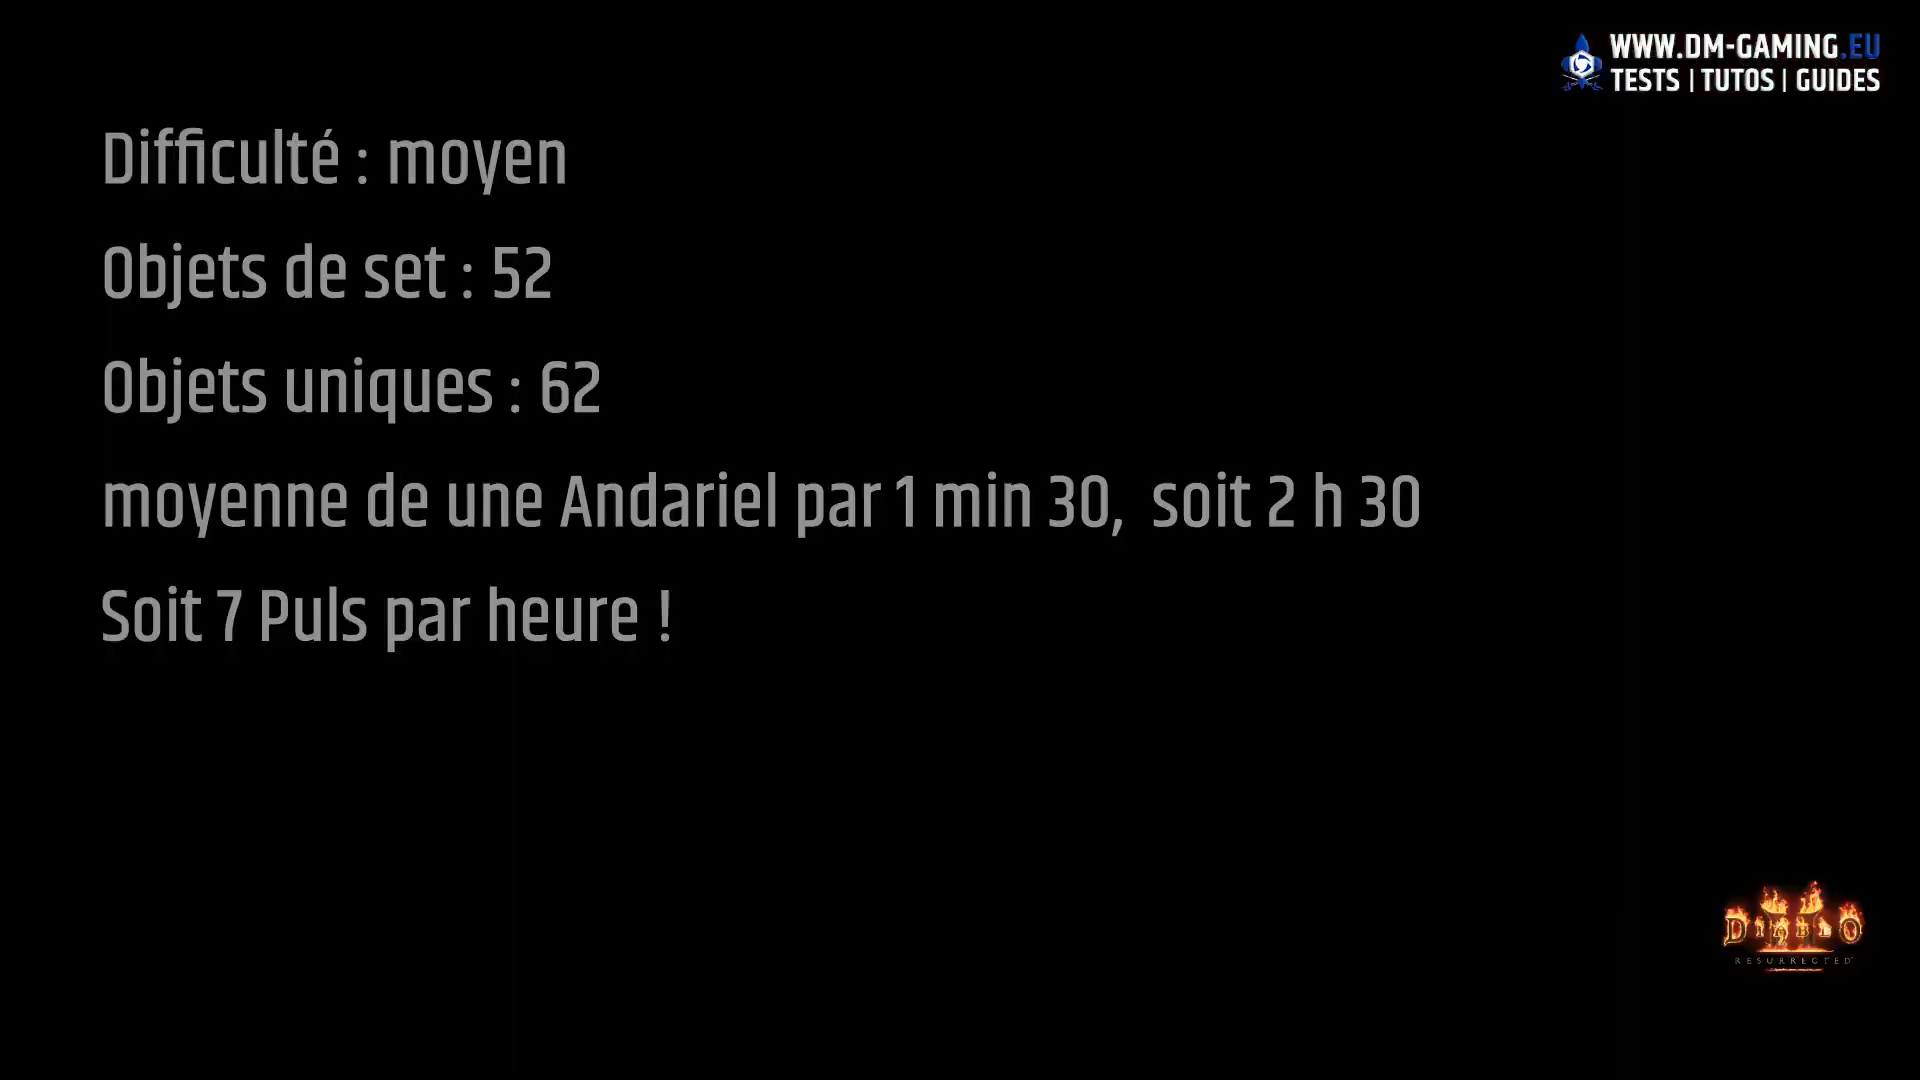 WWW.DM-GAMING.EU
TESTS | TUTOS | GUIDES
Difficulté : moyen
Objets de set : 52
Objets uniques : 62
moyenne de une Andariel par 1 min 30, soit 2 h 30
Soit 7 Puls par heure !
DIABLO
RESURRECTED